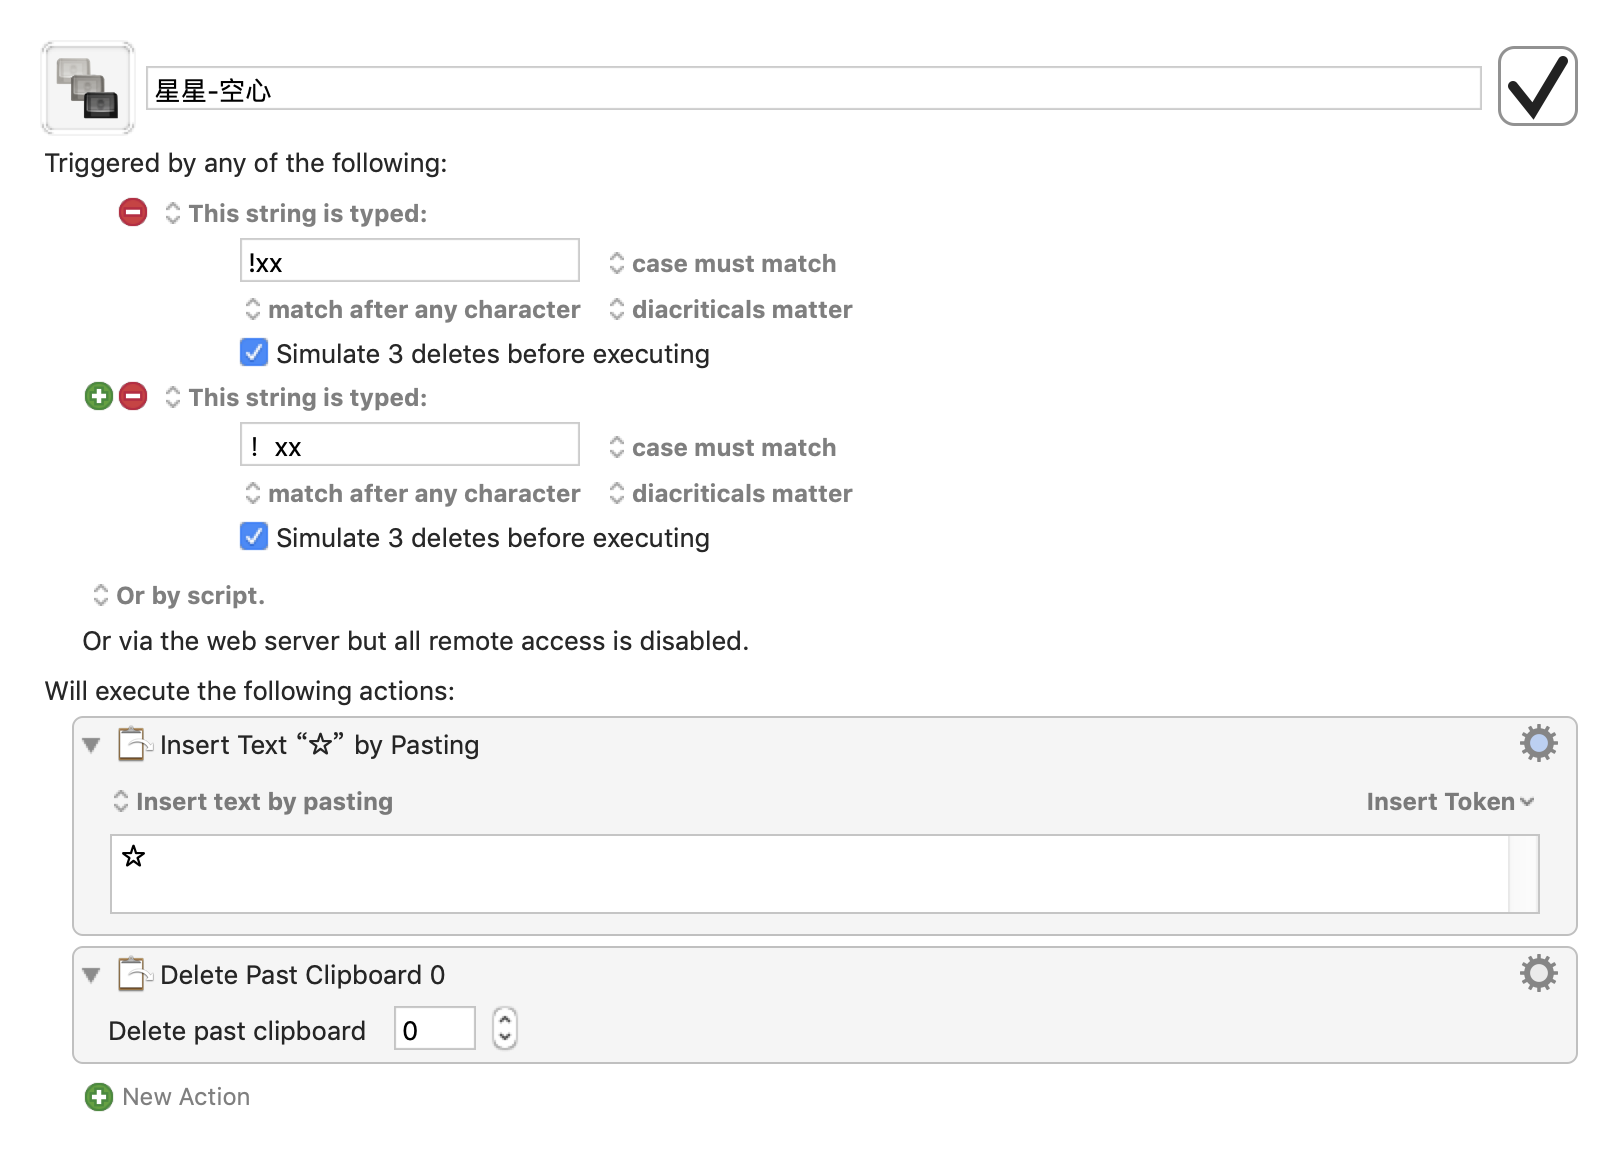 星星-空心
Triggered by any of the following:
This string is typed:
!xx
case must match
match after any character
diacriticals matter
Simulate 3 deletes before executing
This string is typed:
！xx
case must match
match after any character
diacriticals matter
Simulate 3 deletes before executing
Or by script.
Or via the web server but all remote access is disabled.
Will execute the following actions:
Insert Text “☆” by Pasting
Insert text by pasting
Insert Token
☆
Delete Past Clipboard 0
Delete past clipboard 0
New Action